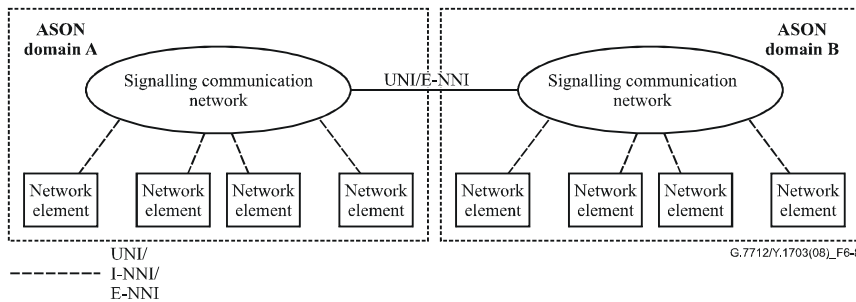 ASON
domain A
Signalling communication
network
UNI/E-NNI
ASON
domain B
Signalling communication
network
Network
element
Network
element
Network
element
Network
element
Network
element
Network
element
Network
element
Network
element
UNI/
I-NNI/
E-NNI
G.7712/Y.1703(08)_F6-